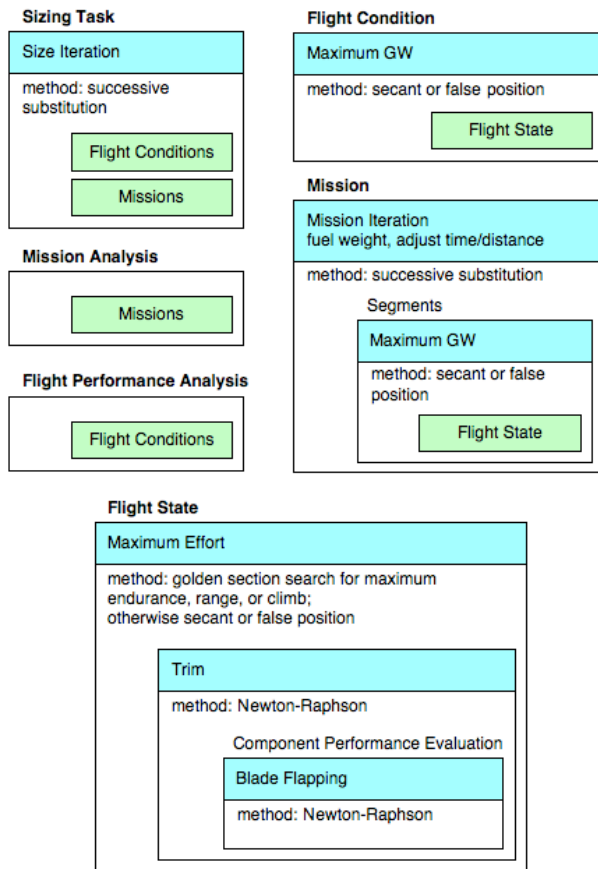 Sizing Task
Size Iteration
method: successive
substitution
Flight Conditions
Missions
Mission Analysis
Missions
Flight Performance Analysis
Flight Conditions
Flight Condition
Maximum GW
method: secant or false position
Flight State
Mission
Mission Iteration
fuel weight, adjust time/distance
method: successive substitution
Segments
Maximum GW
method: secant or false
position
Flight State
Flight State
Maximum Effort
method: golden section search for maximum
endurance, range, or climb;
otherwise secant or false position
Trim
method: Newton-Raphson
Component Performance Evaluation
Blade Flapping
method: Newton-Raphson